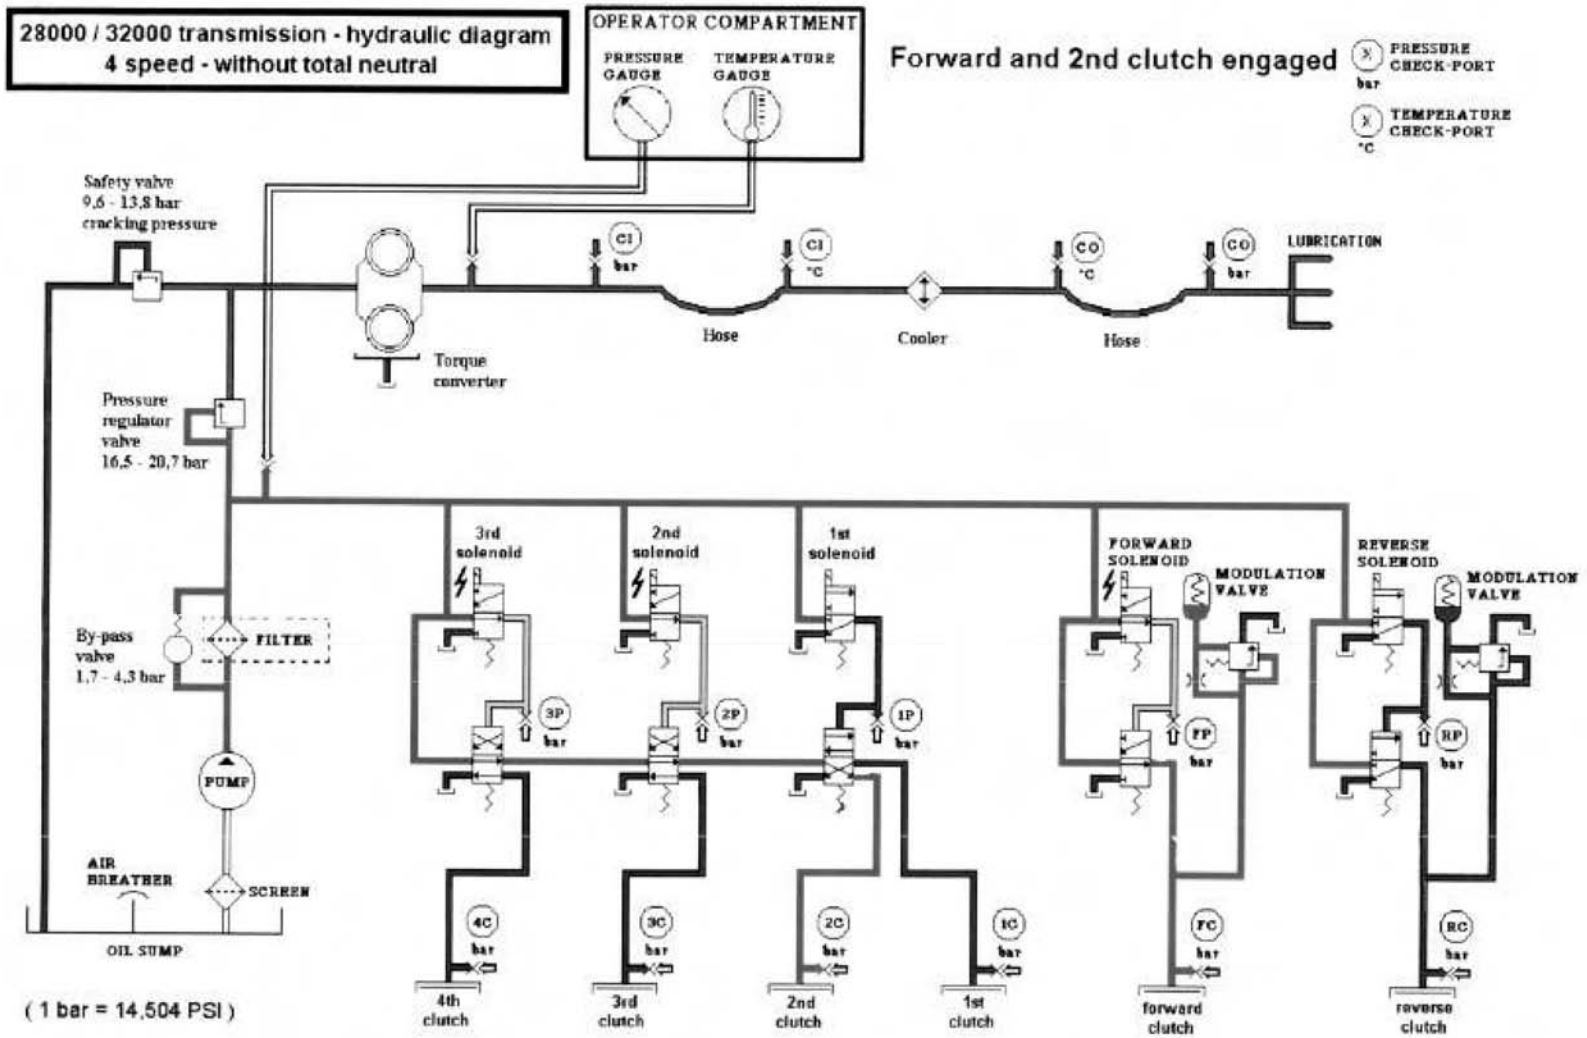 28000 / 32000 transmission - hydraulic diagram
4 speed - without total neutral
OPERATOR COMPARTMENT
PRESSURE
GAUGE
TEMPERATURE
GAUGE
Forward and 2nd clutch engaged
X
bar
PRESSURE
CHECK-PORT
X
°C
TEMPERATURE
CHECK-PORT
Safety valve
9,6 - 13,8 bar
cracking pressure
CI
bar
CI
°C
CO
°C
CO
bar
LUBRICATION
Hose
Cooler
Hose
Torque
converter
Pressure
regulator
valve
16,5 - 20,7 bar
3rd
solenoid
2nd
solenoid
1st
solenoid
FORWARD
SOLENOID
MODULATION
VALVE
REVERSE
SOLENOID
MODULATION
VALVE
By-pass
valve
1,7 - 4,3 bar
FILTER
3P
bar
2P
bar
1P
bar
FP
bar
RP
bar
PUMP
AIR
BREATHER
SCREEN
OIL SUMP
4C
bar
3C
bar
2C
bar
1C
bar
FC
bar
RC
bar
4th
clutch
3rd
clutch
2nd
clutch
1st
clutch
forward
clutch
reverse
clutch
( 1 bar = 14,504 PSI )